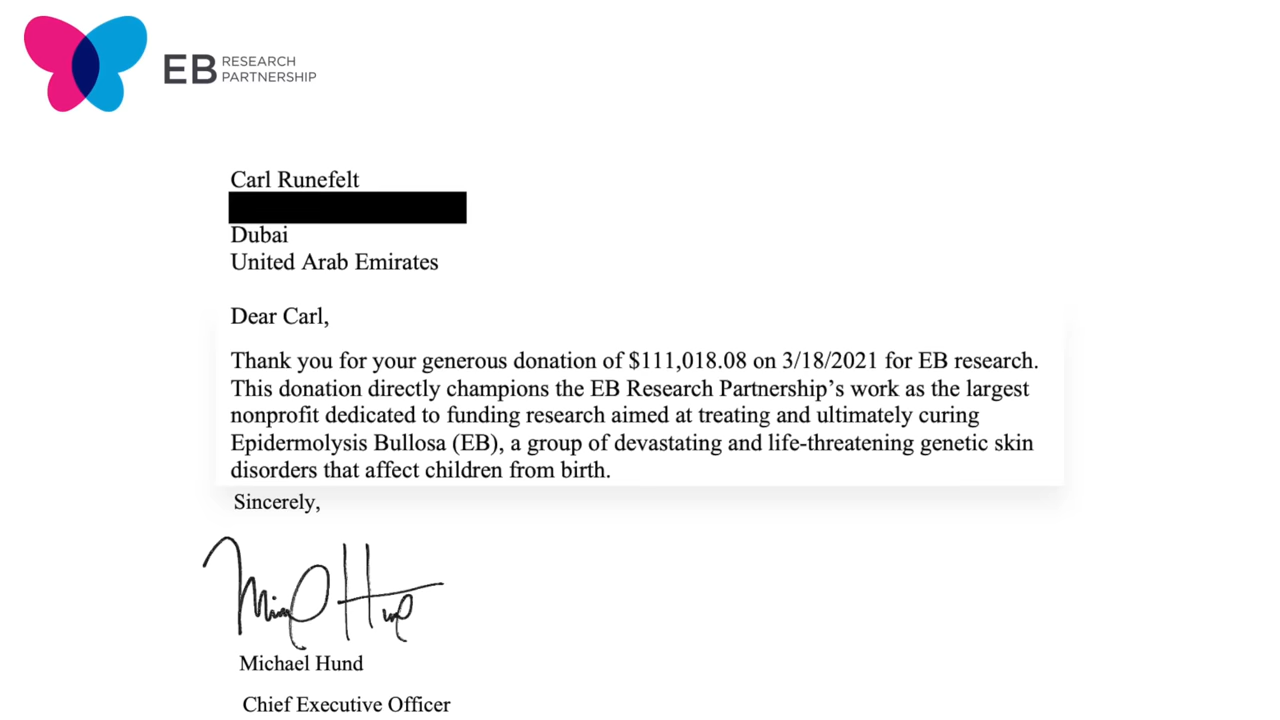 EB RESEARCH
PARTNERSHIP
Carl Runefelt
Dubai
United Arab Emirates
Dear Carl,
Thank you for your generous donation of $111,018.08 on 3/18/2021 for EB research.
This donation directly champions the EB Research Partnership’s work as the largest
nonprofit dedicated to funding research aimed at treating and ultimately curing
Epidermolysis Bullosa (EB), a group of devastating and life-threatening genetic skin
disorders that affect children from birth.
Sincerely,
Michael Hund
Chief Executive Officer